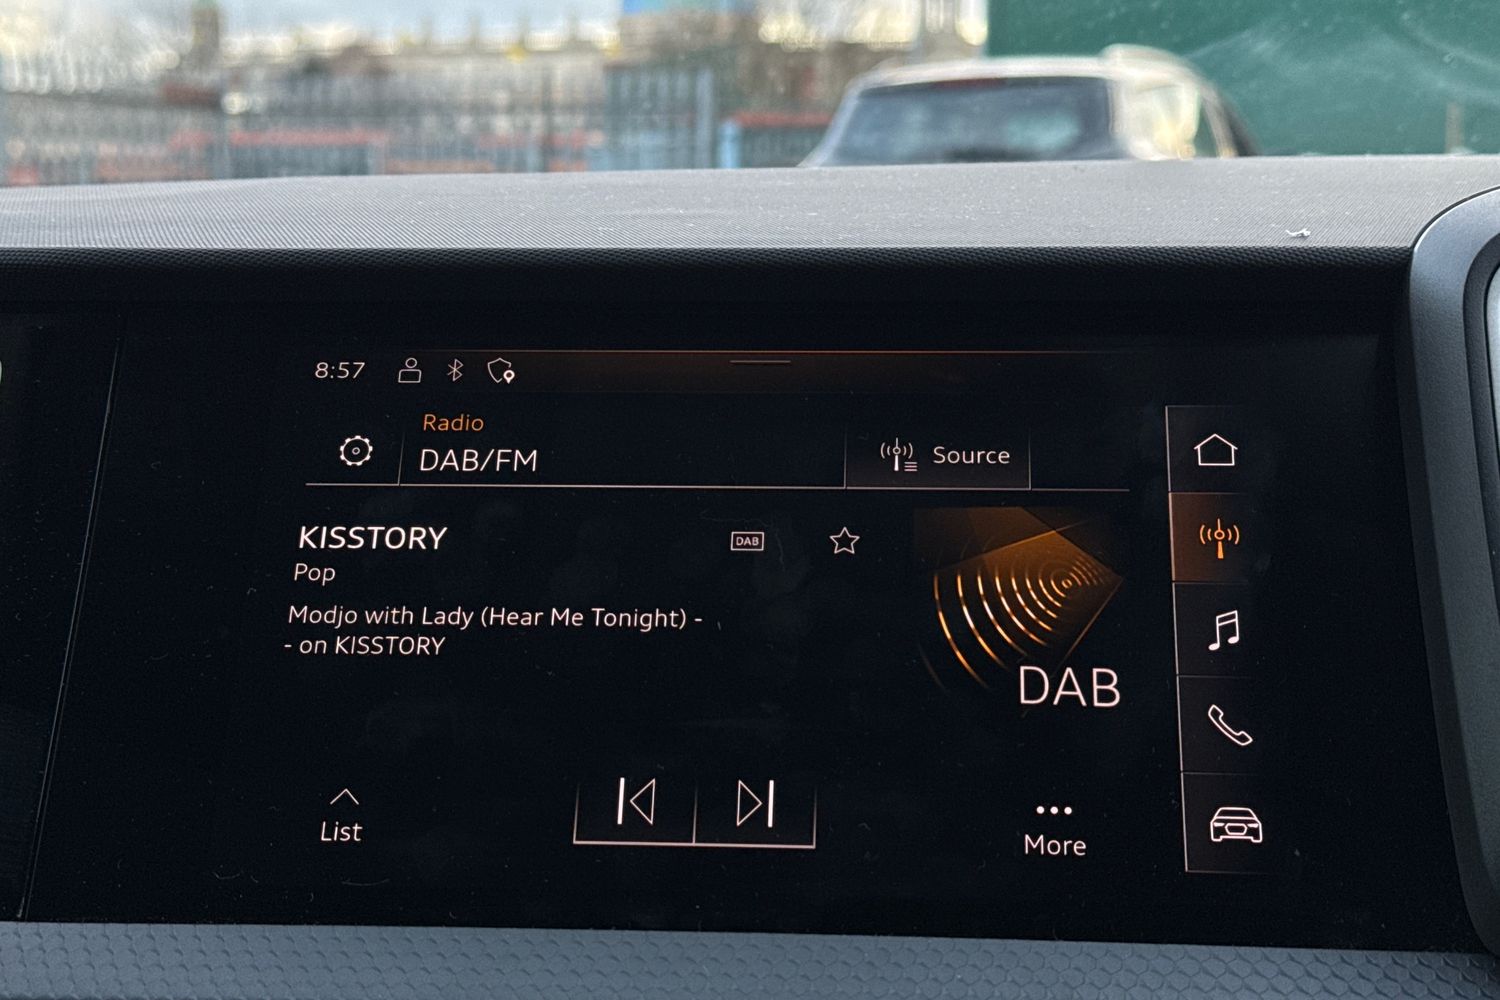 8:57
Radio
DAB/FM
Source
KISSTORY
DAB
Pop
Modjo with Lady (Hear Me Tonight) -
- on KISSTORY
DAB
List
More